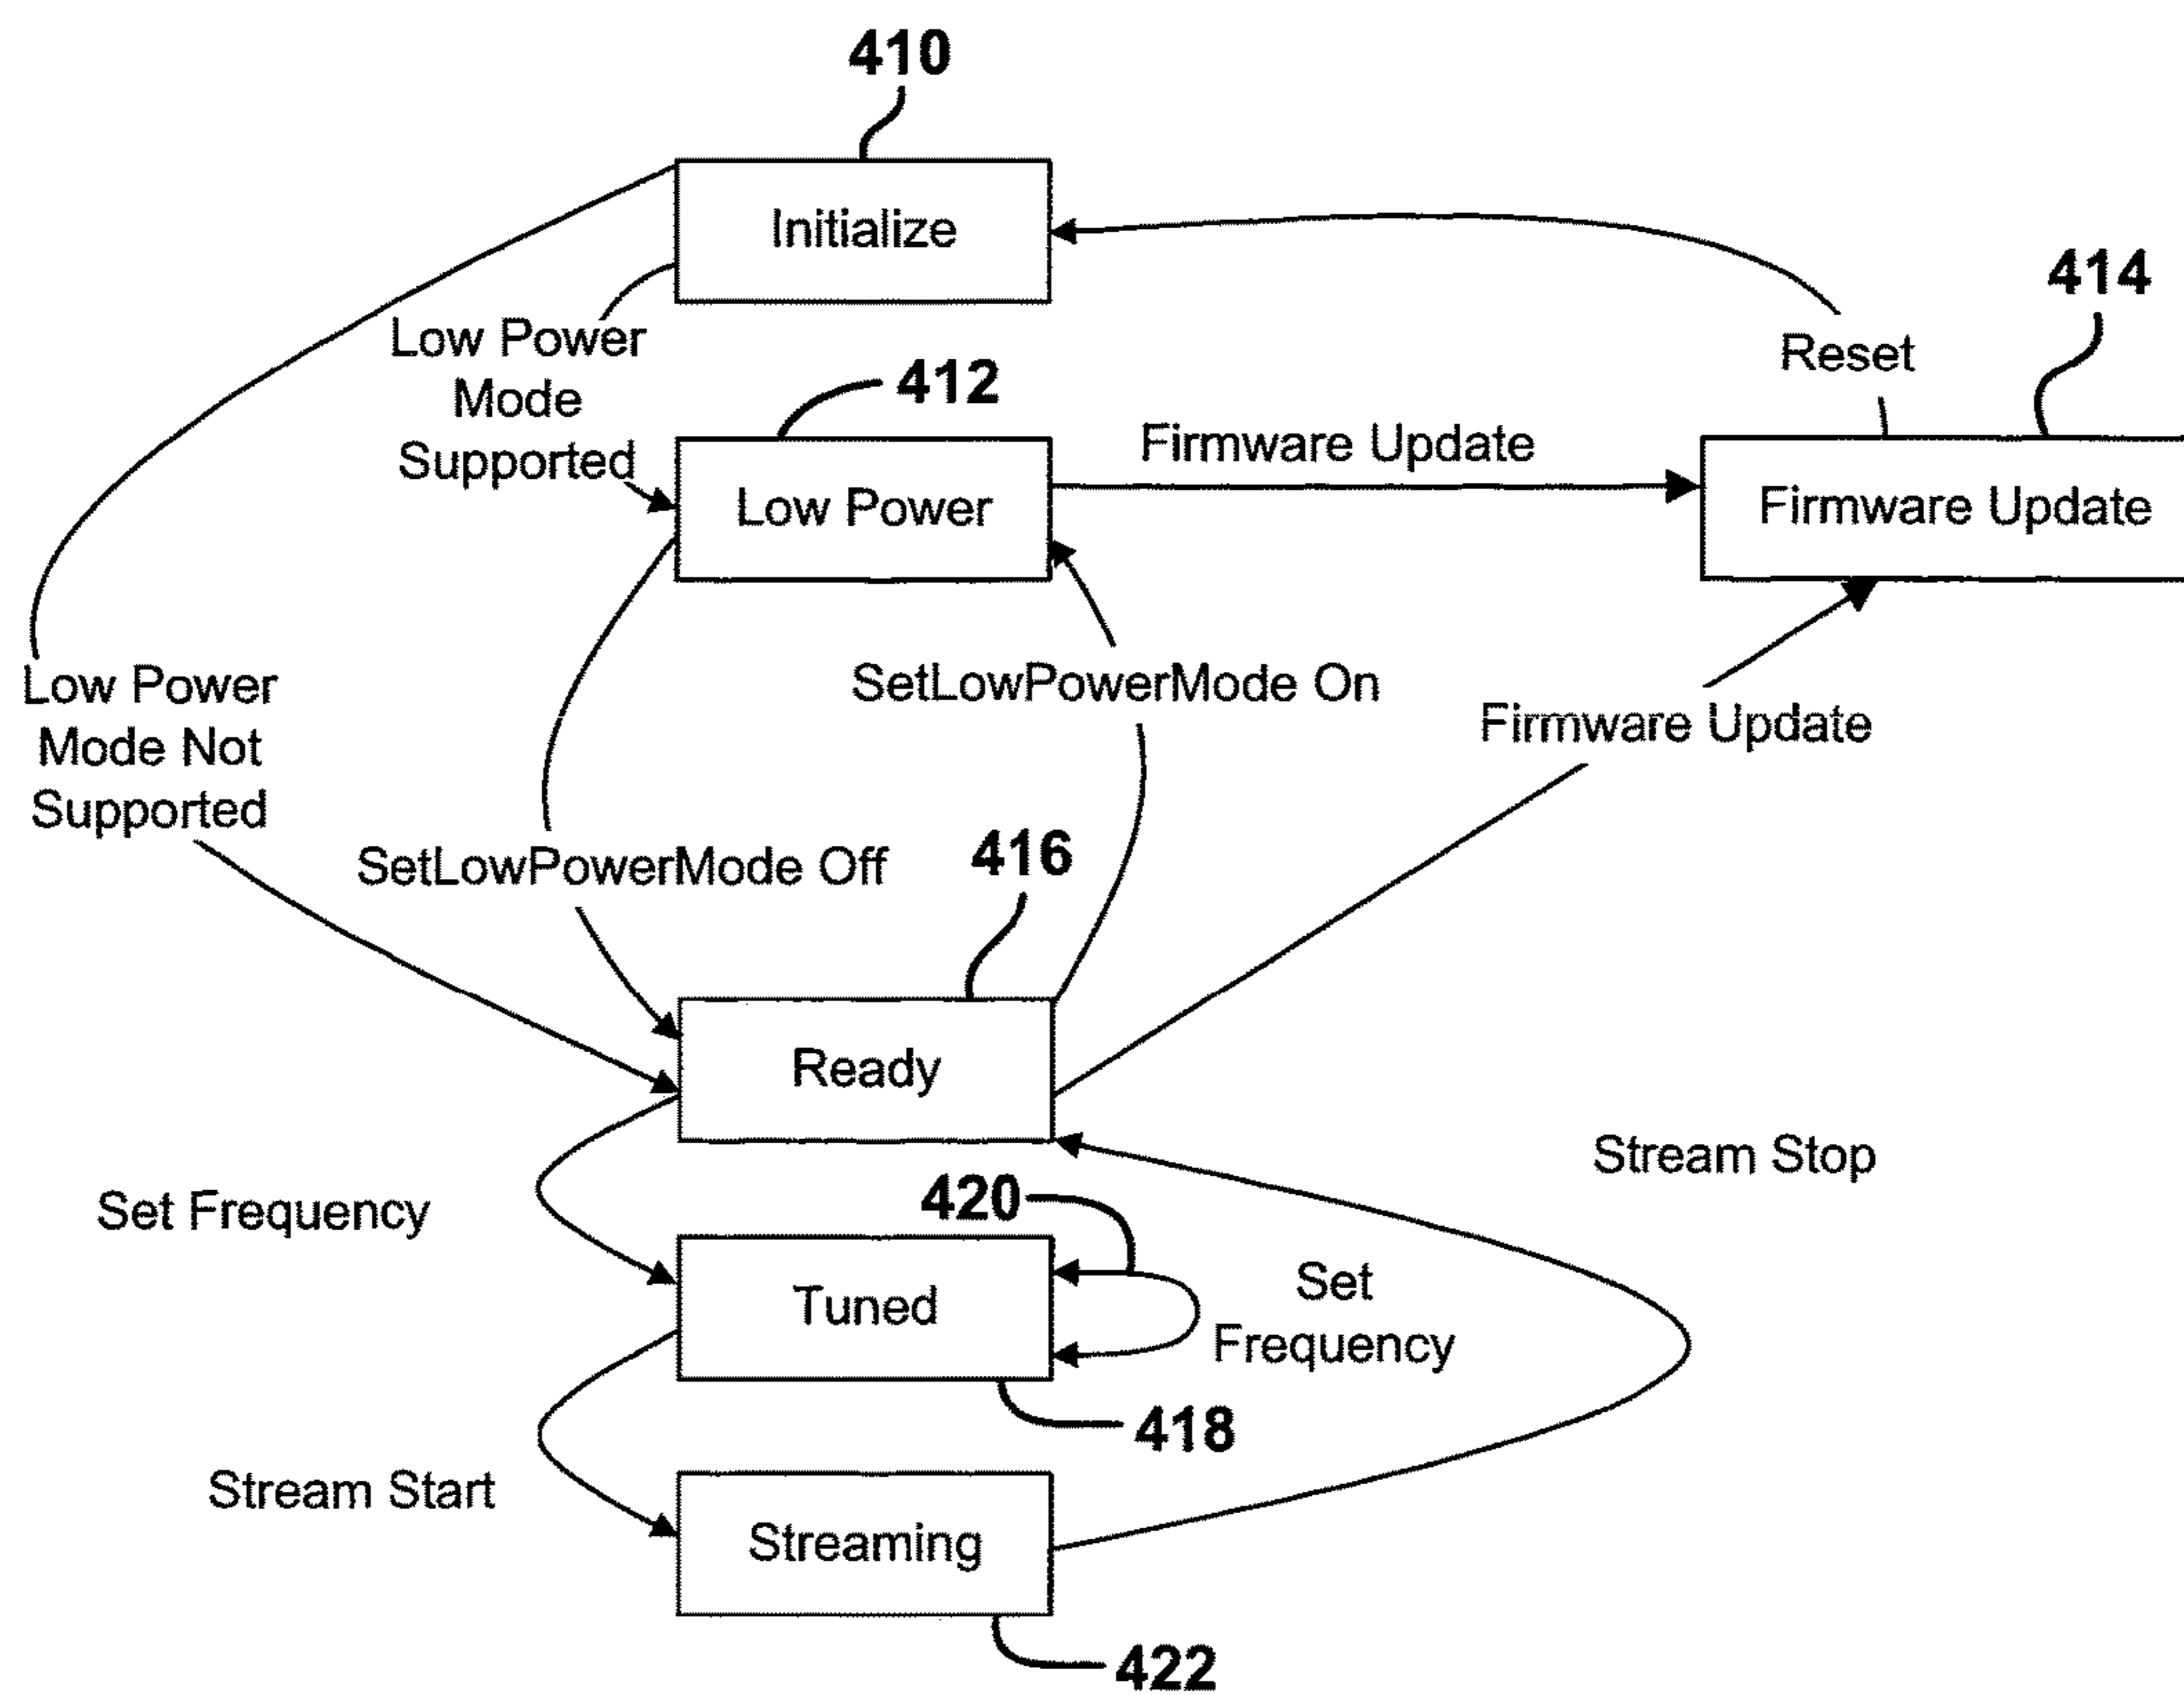 410
Initialize
414
Reset
Low Power
Mode
Supported
412
Low Power
Firmware Update
Firmware Update
Low Power
Mode Not
Supported
SetLowPowerMode On
Firmware Update
SetLowPowerMode Off
416
Ready
Stream Stop
Set Frequency
420
Tuned
Set
Frequency
418
Stream Start
Streaming
422